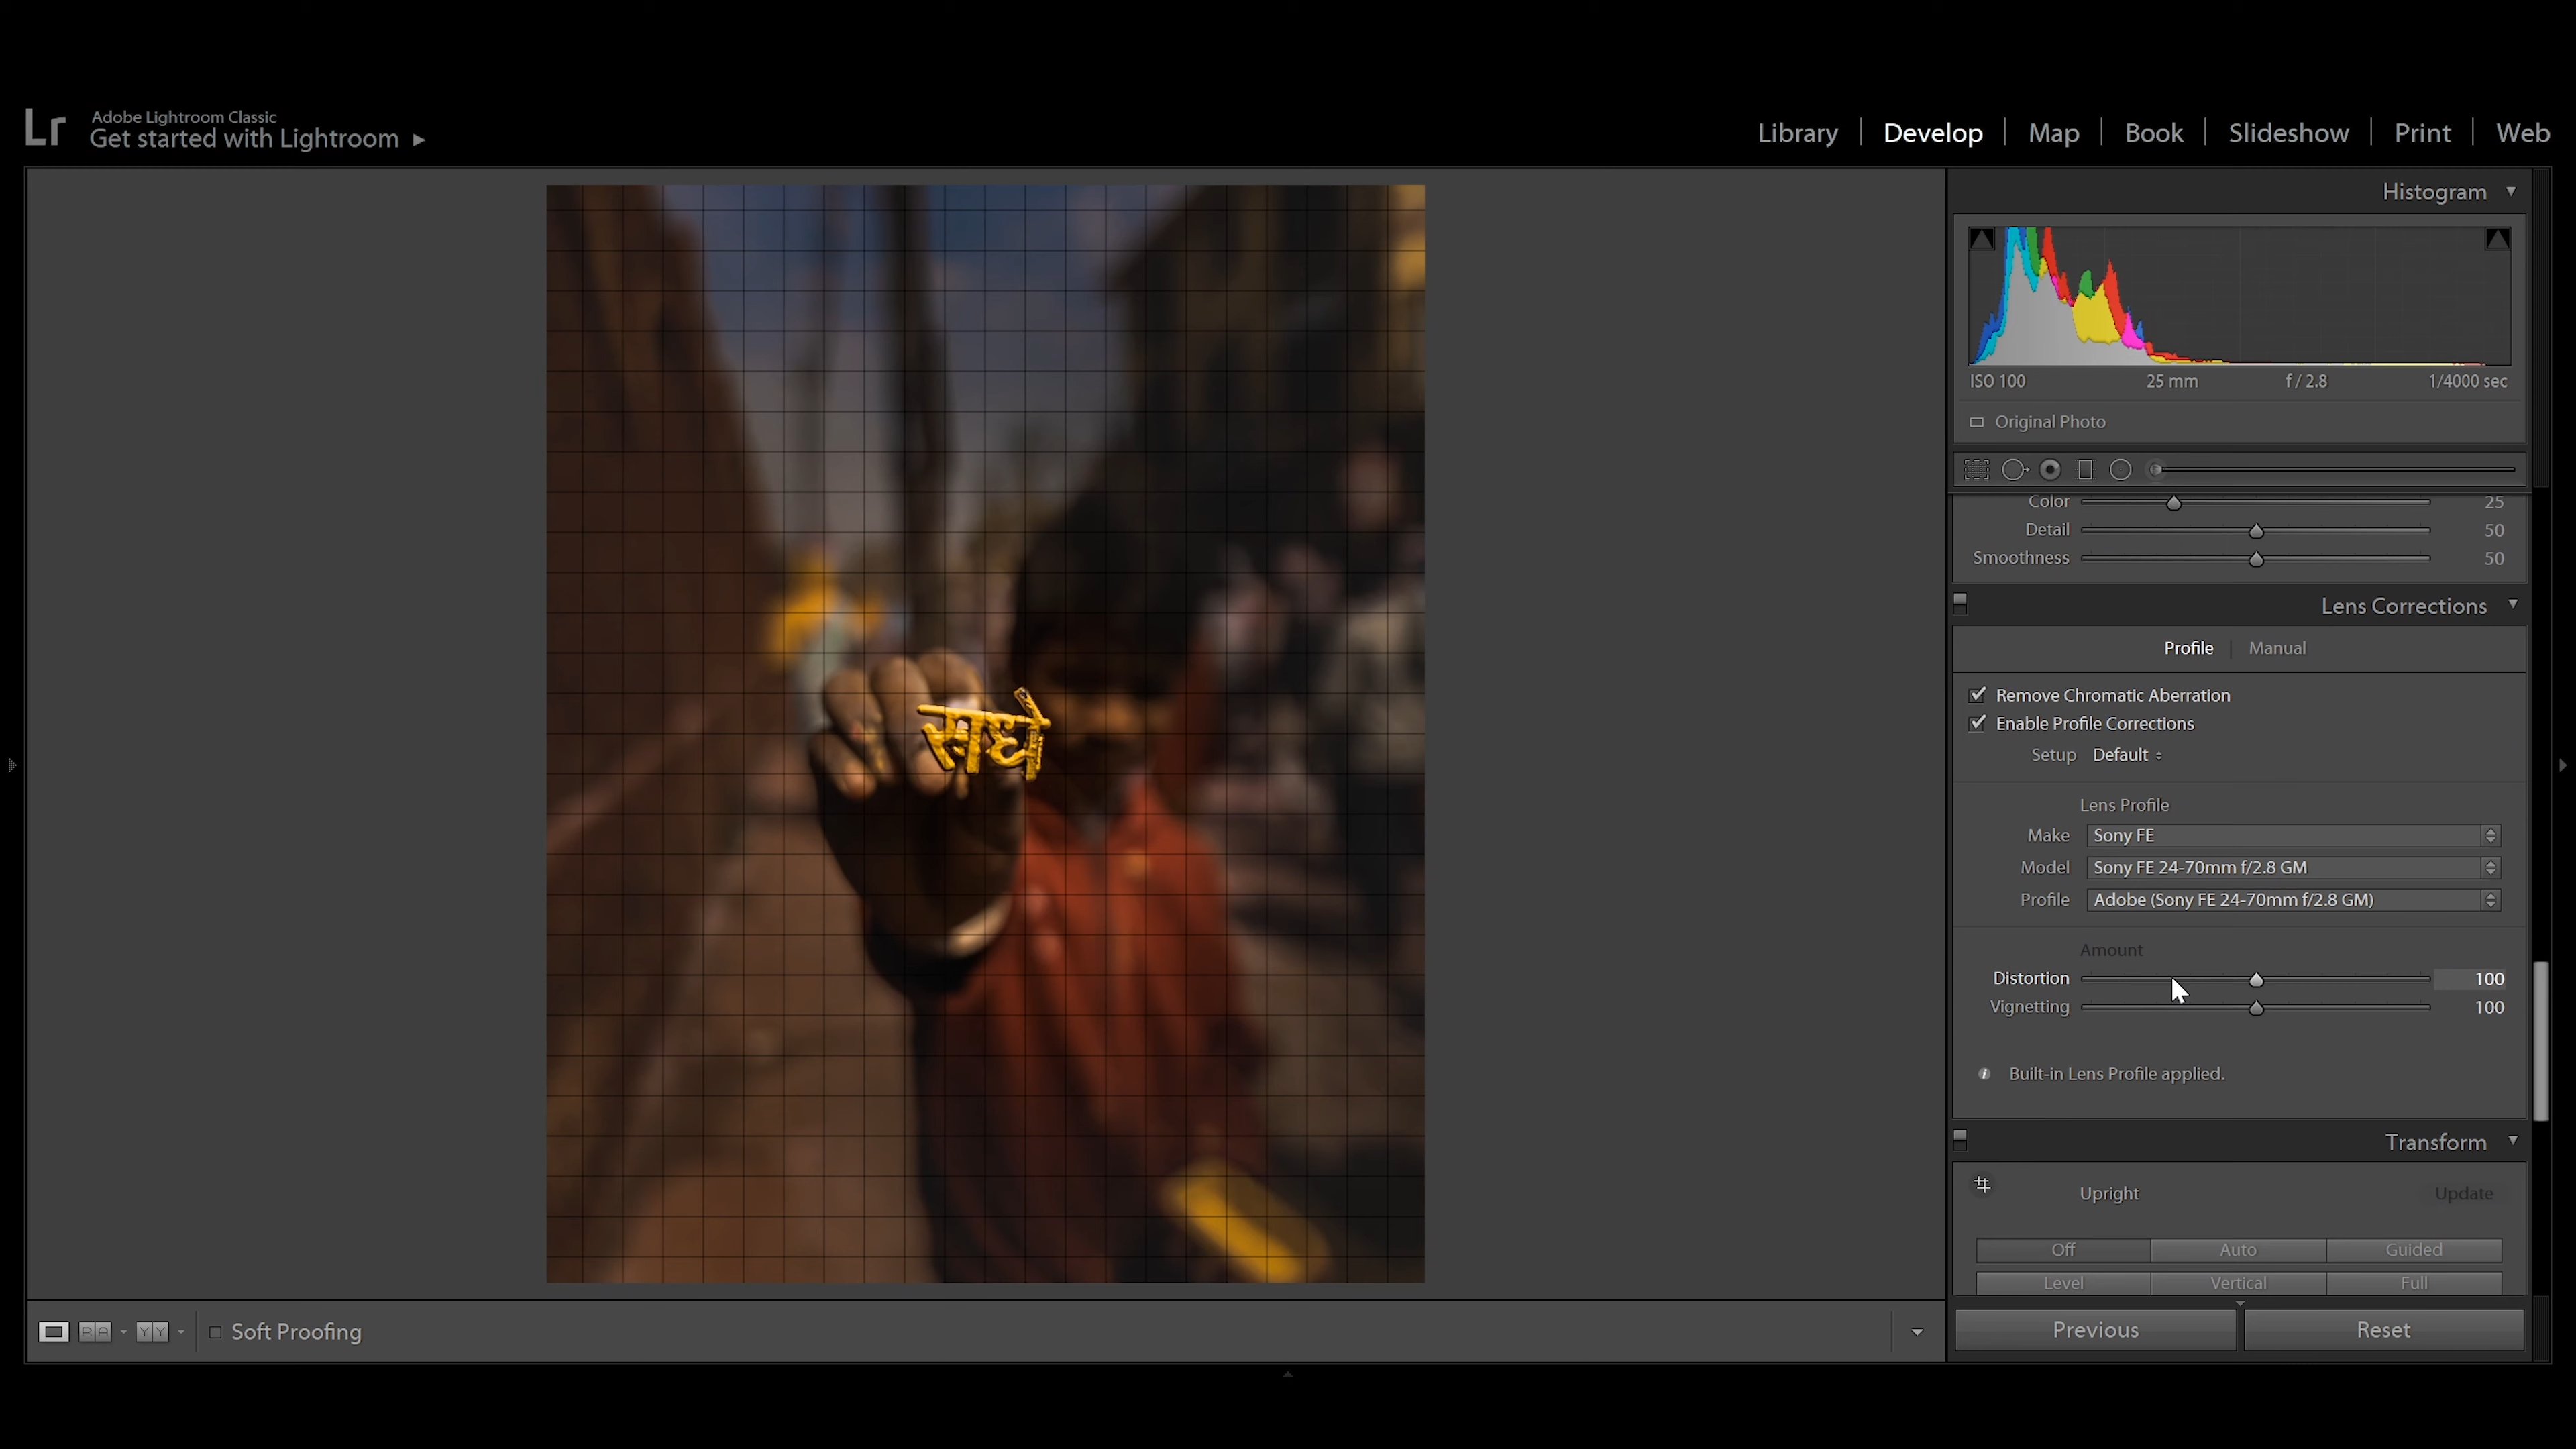 Adobe Lightroom Classic
Get started with Lightroom
Library Develop Map Book Slideshow Print Web
Histogram
ISO 100 25 mm f / 2.8 1/4000 sec
Original Photo
Color 25
Detail 50
Smoothness 50
Lens Corrections
Profile Manual
Remove Chromatic Aberration
Enable Profile Corrections
Setup Default
Lens Profile
Make Sony FE
Model Sony FE 24-70mm f/2.8 GM
Profile Adobe (Sony FE 24-70mm f/2.8 GM)
Amount
Distortion 100
Vignetting 100
Built-in Lens Profile applied.
Transform
Upright Update
Off Auto Guided
Level Vertical Full
Previous Reset
Lr
R A Y Y Soft Proofing